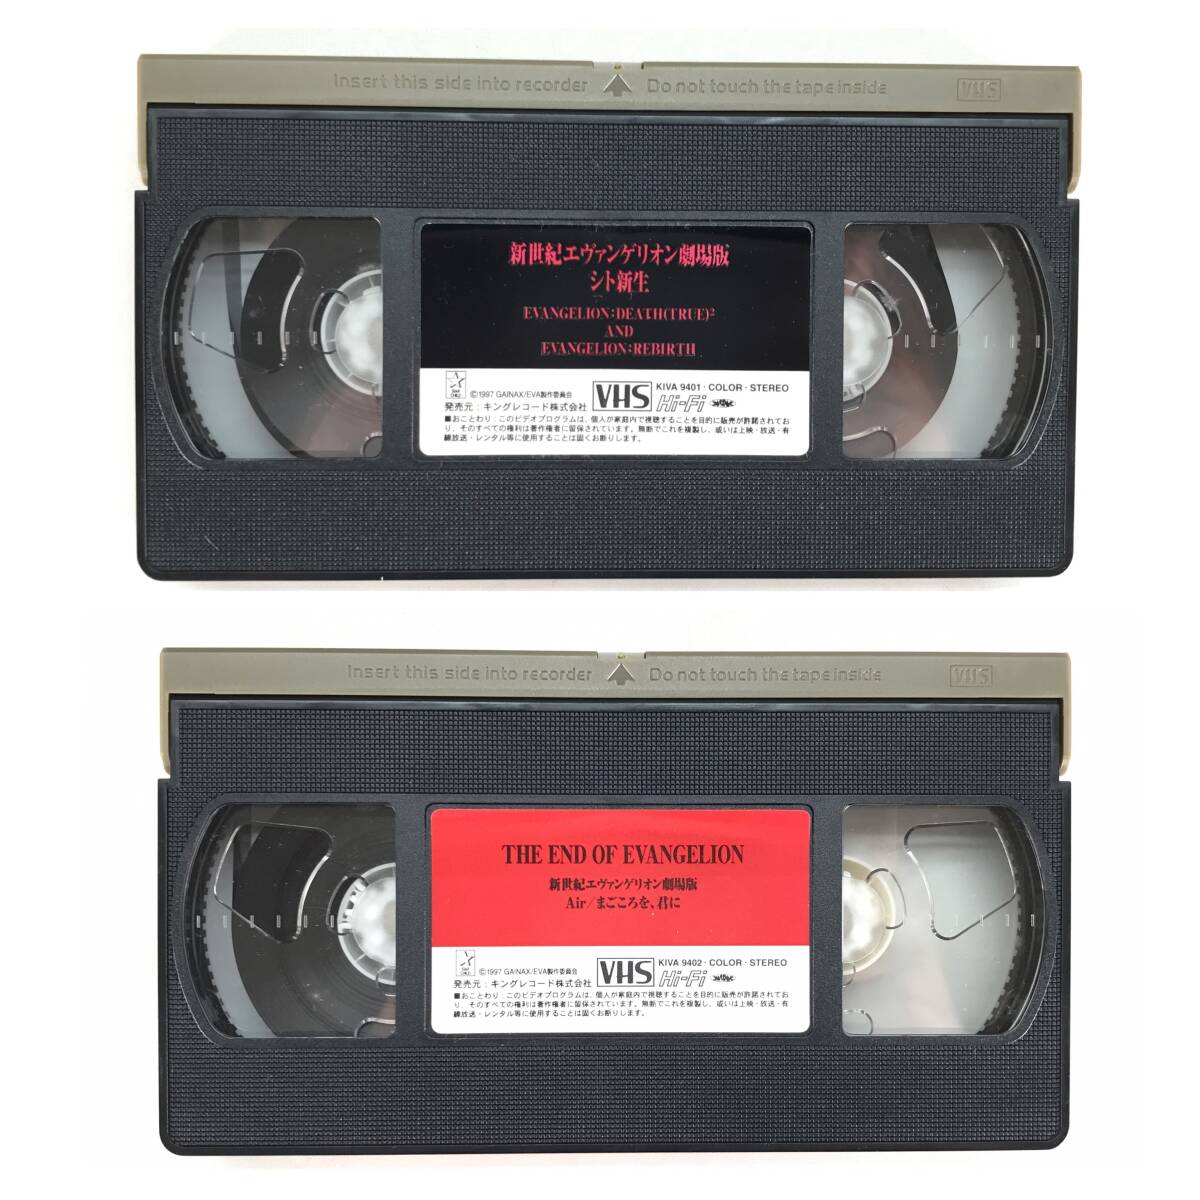 Insert this side into recorder Do not touch the tape inside VHS
新世紀エヴァンゲリオン劇場版
シト新生
EVANGELION:DEATH(TRUE)²
AND
EVANGELION:REBIRTH
©1997 GAINAX/EVA製作委員会
発売元:キングレコード株式会社
VHS
KIVA 9401・COLOR・STEREO
Hi-Fi
■おことわり:このビデオプログラムは、個人が家庭内で視聴することを目的に販売が許諾されており、そのすべての権利は著作権者に留保されています。無断でこれを複製し、或いは上映・放送・有
線放送・レンタル等に使用することは固くお断りします。
Insert this side into recorder Do not touch the tape inside VHS
THE END OF EVANGELION
新世紀エヴァンゲリオン劇場版
Air/まごころを、君に
©1997 GAINAX/EVA製作委員会
発売元:キングレコード株式会社
VHS
KIVA 9402・COLOR・STEREO
Hi-Fi
■おことわり:このビデオプログラムは、個人が家庭内で視聴することを目的に販売が許諾されてお
り、そのすべての権利は著作権者に留保されています。無断でこれを複製し、或いは上映・放送・有
線放送・レンタル等に使用することは固くお断りします。